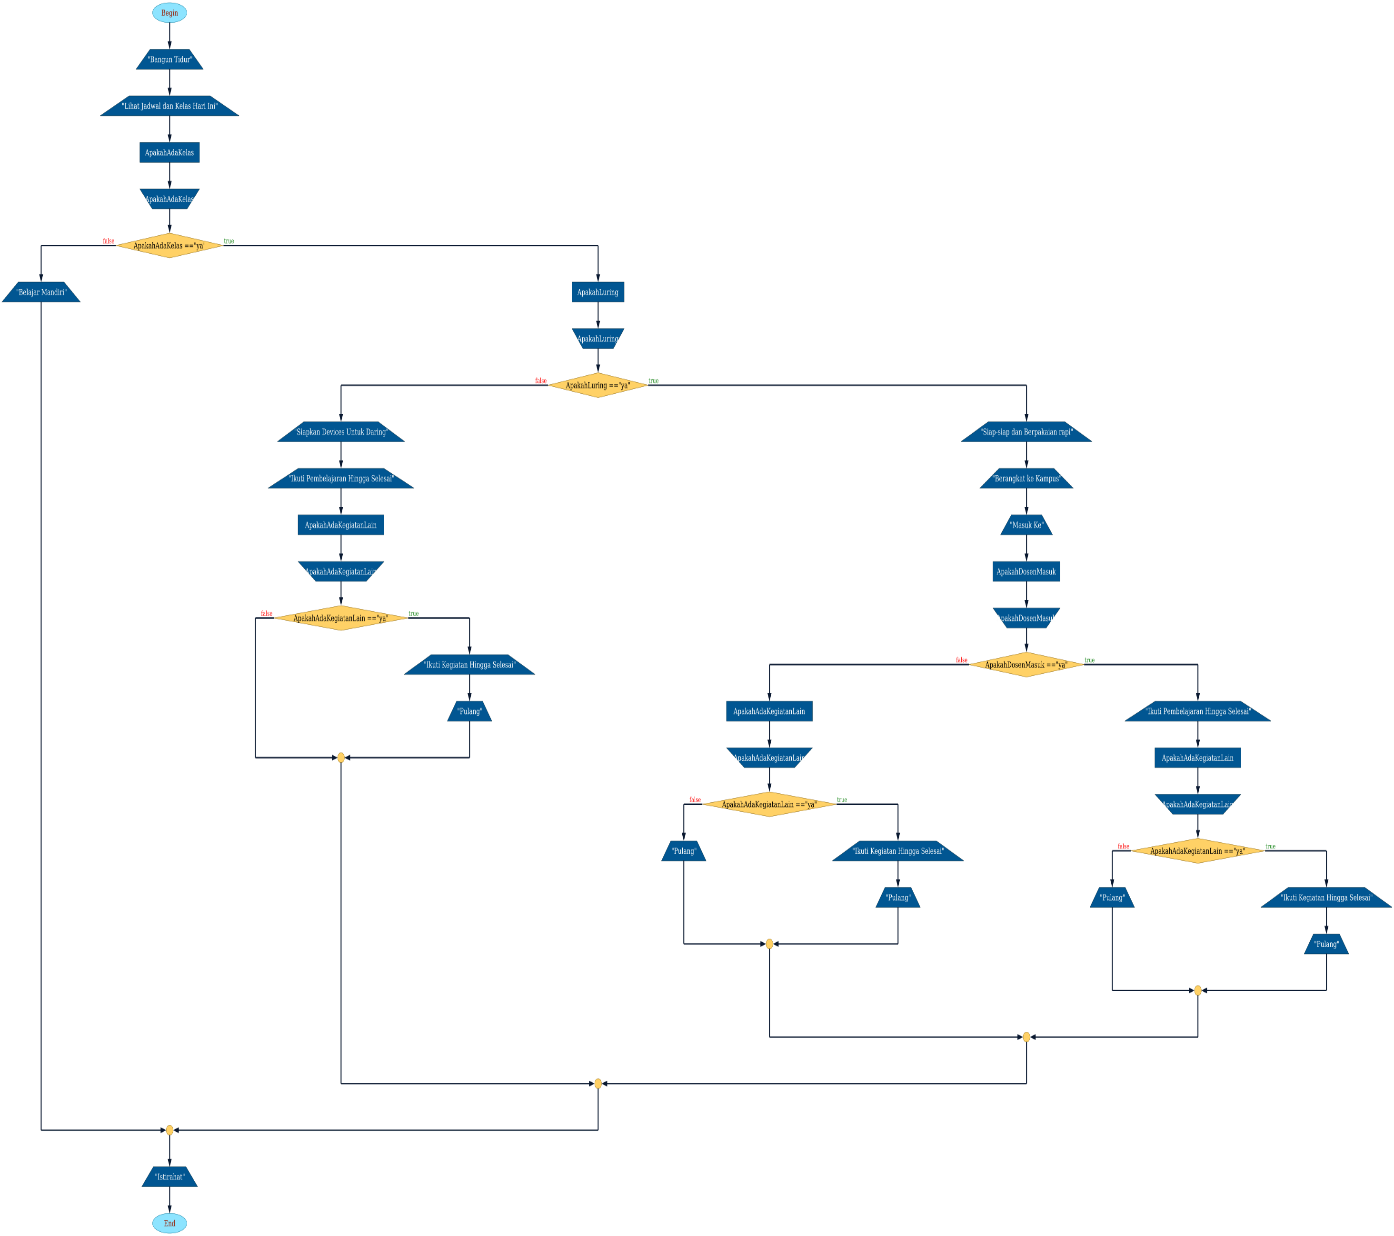 Begin
"Bangun Tidur"
"Lihat Jadwal dan Kelas Hari Ini"
ApakahAdaKelas
ApakahAdaKelas
false
ApakahAdaKelas =="ya
true
"Belajar Mandiri"
ApakahLuring
ApakahLuring
false
ApakahLuring =="ya"
true
Siapkan Devices Untuk Daring"
"Ikuti Pembelajaran Hingga Selesai"
ApakahAdaKegiatanLain
ApakahAdaKegiatanLain
false
ApakahAdaKegiatanLain =="ya"
true
"Ikuti Kegiatan Hingga Selesai"
"Pulang"
"Siap-siap dan Berpakaian rapi"
"Berangkat ke Kampus"
"Masuk Ke"
ApakahDosenMasuk
ApakahDosenMasuk
false
ApakahDosenMasuk =="ya"
true
ApakahAdaKegiatanLain
ApakahAdaKegiatanLain
false
ApakahAdaKegiatanLain =="ya"
true
"Pulang"
"Ikuti Kegiatan Hingga Selesai"
"Pulang"
"Ikuti Pembelajaran Hingga Selesai"
ApakahAdaKegiatanLain
ApakahAdaKegiatanLain
false
ApakahAdaKegiatanLain =="ya"
true
"Pulang"
"Ikuti Kegiatan Hingga Selesai
"Pulang"
"Istirahat"
End